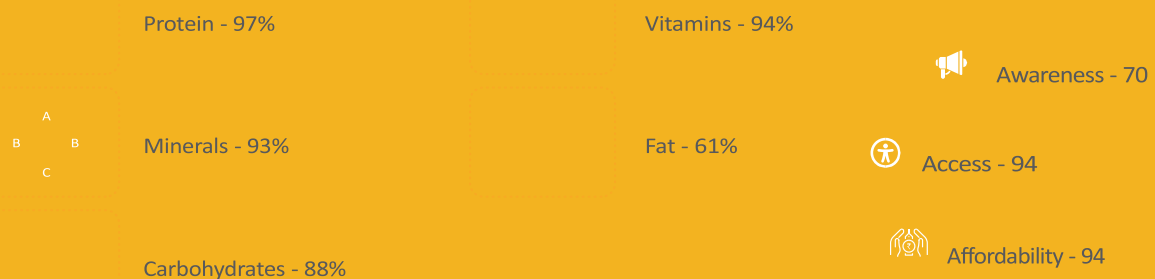 Protein - 97%
Vitamins - 94%
Awareness - 70
A
B B
Minerals - 93%
Fat - 61%
Access - 94
C
Affordability - 94
Carbohydrates - 88%